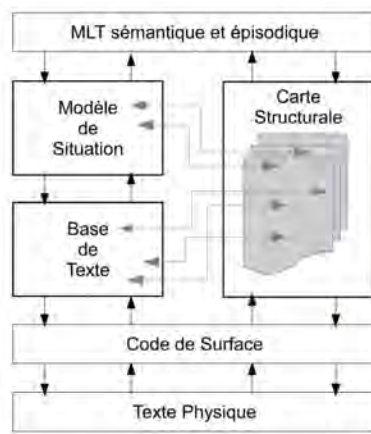 MLT sémantique et épisodique
Modèle
de
Situation
Carte
Structurale
Base
de
Texte
Code de Surface
Texte Physique